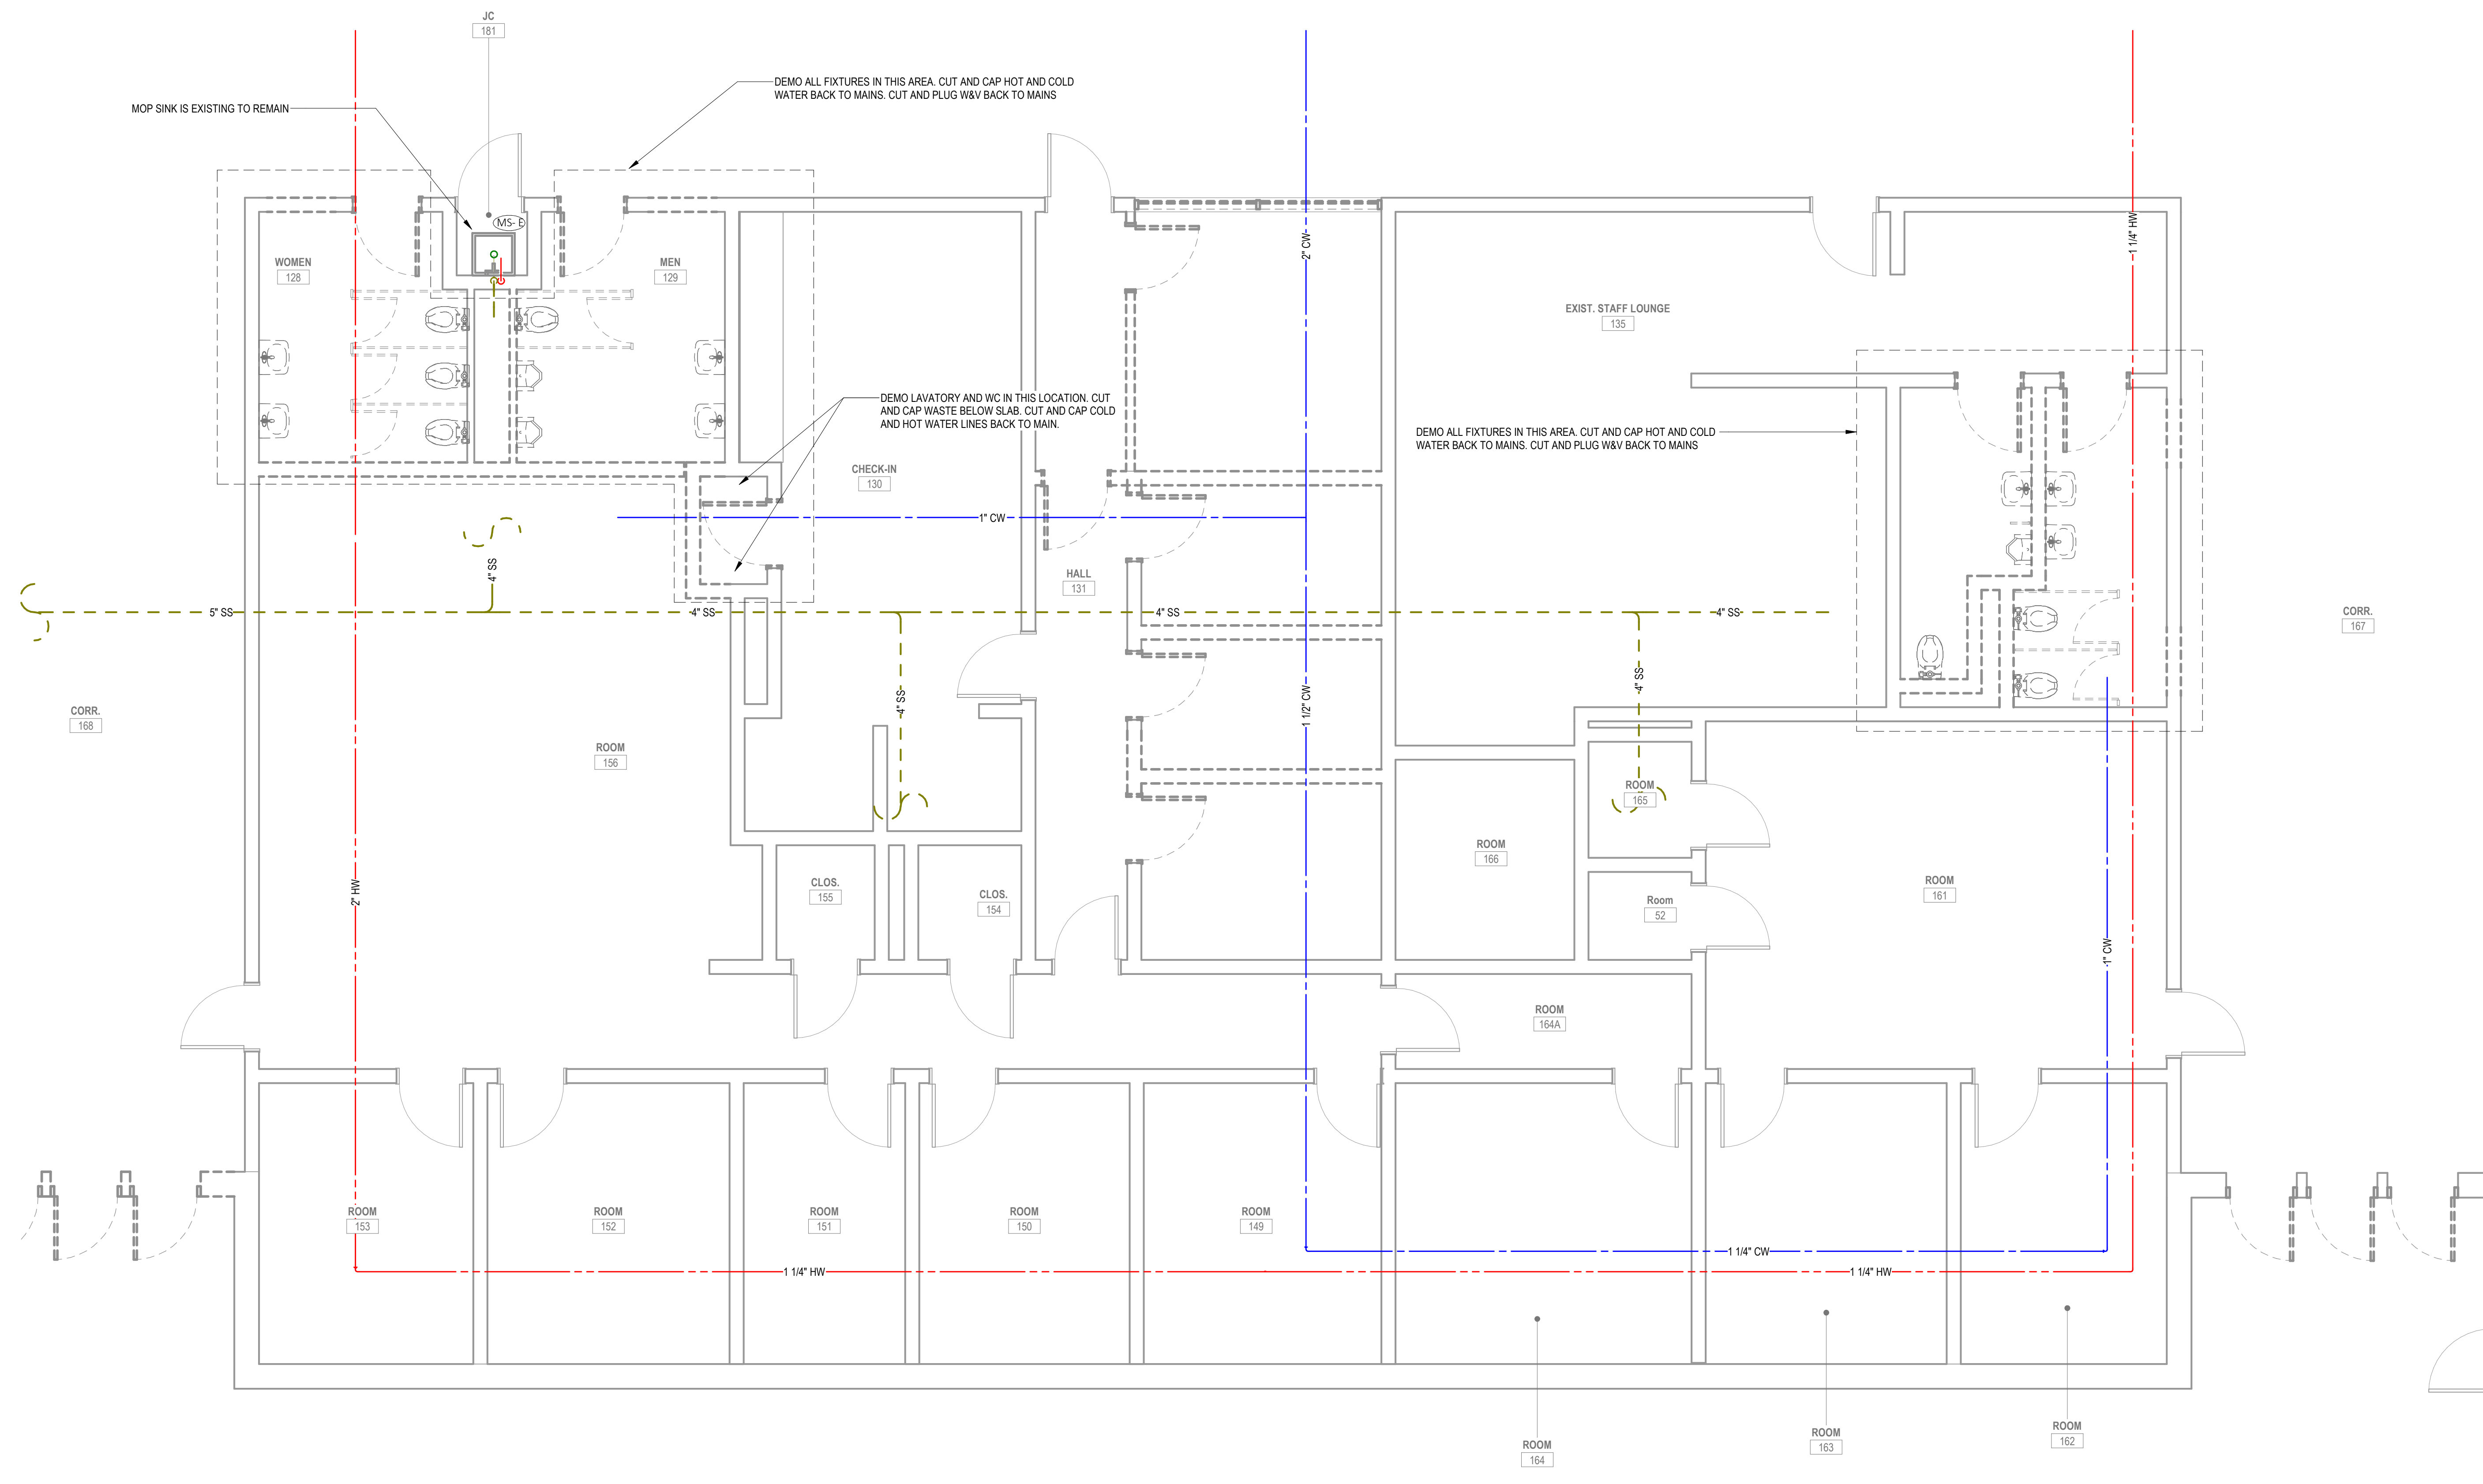 JC
181
DEMO ALL FIXTURES IN THIS AREA. CUT AND CAP HOT AND COLD
WATER BACK TO MAINS. CUT AND PLUG W&V BACK TO MAINS
MOP SINK IS EXISTING TO REMAIN
MS- E
WOMEN
128
MEN
129
2" CW
1 1/4" HW
EXIST. STAFF LOUNGE
135
DEMO LAVATORY AND WC IN THIS LOCATION. CUT
AND CAP WASTE BELOW SLAB. CUT AND CAP COLD
AND HOT WATER LINES BACK TO MAIN.
DEMO ALL FIXTURES IN THIS AREA. CUT AND CAP HOT AND COLD
WATER BACK TO MAINS. CUT AND PLUG W&V BACK TO MAINS
CHECK-IN
130
1" CW
4" SS
HALL
131
5" SS
4" SS
4" SS
4" SS
CORR.
167
4" SS
1 1/2" CW
4" SS
CORR.
168
ROOM
156
ROOM
165
ROOM
166
CLOS.
155
CLOS.
154
2" HW
Room
52
ROOM
161
1" CW
ROOM
164A
ROOM
153
ROOM
152
ROOM
151
ROOM
150
ROOM
149
1 1/4" CW
1 1/4" HW
1 1/4" HW
ROOM
164
ROOM
163
ROOM
162